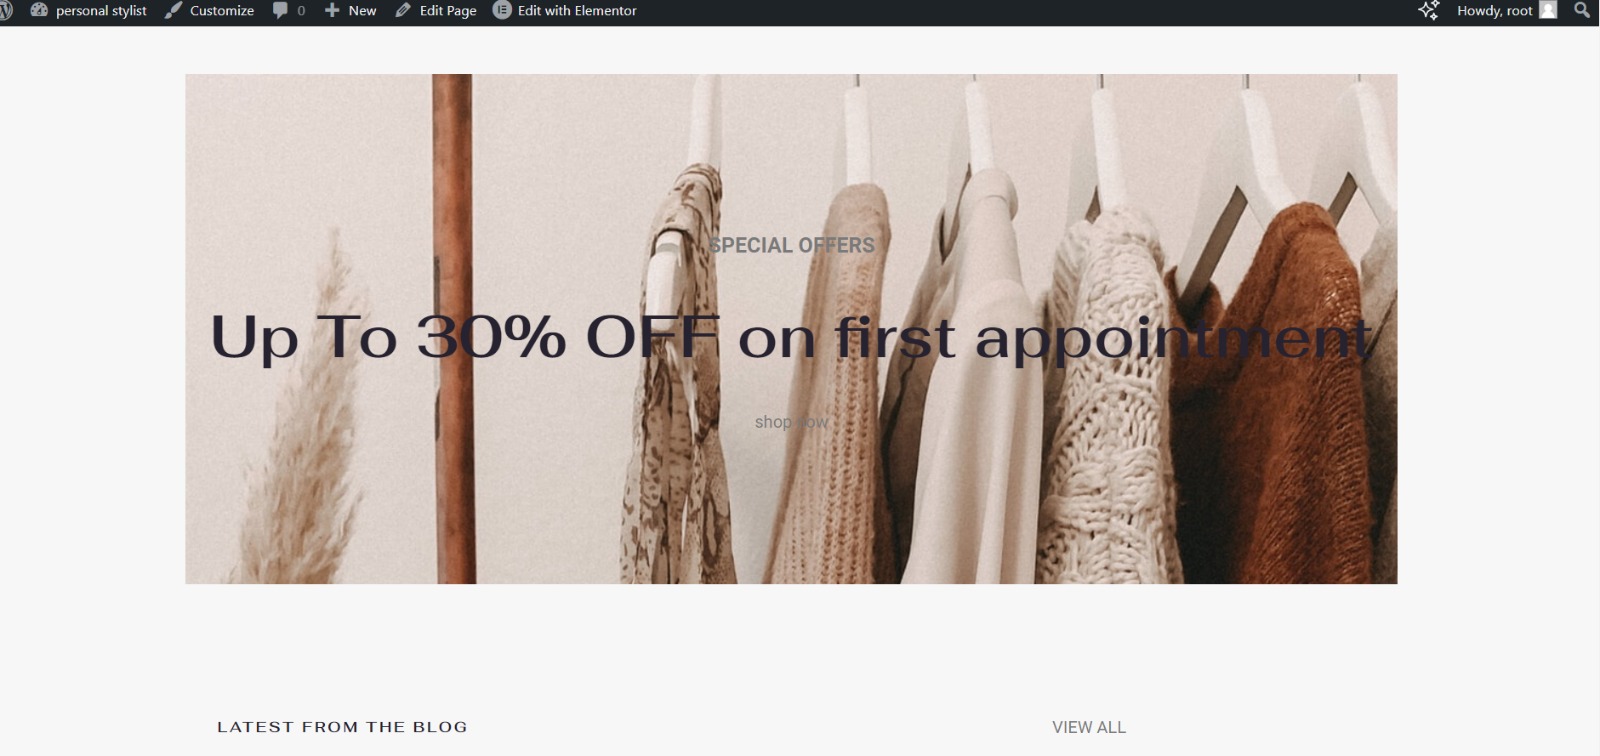 personal stylist Customize 0 New Edit Page Edit with Elementor Howdy, root
SPECIAL OFFERS
Up To 30% OFF on first appointment
shop now
LATEST FROM THE BLOG VIEW ALL